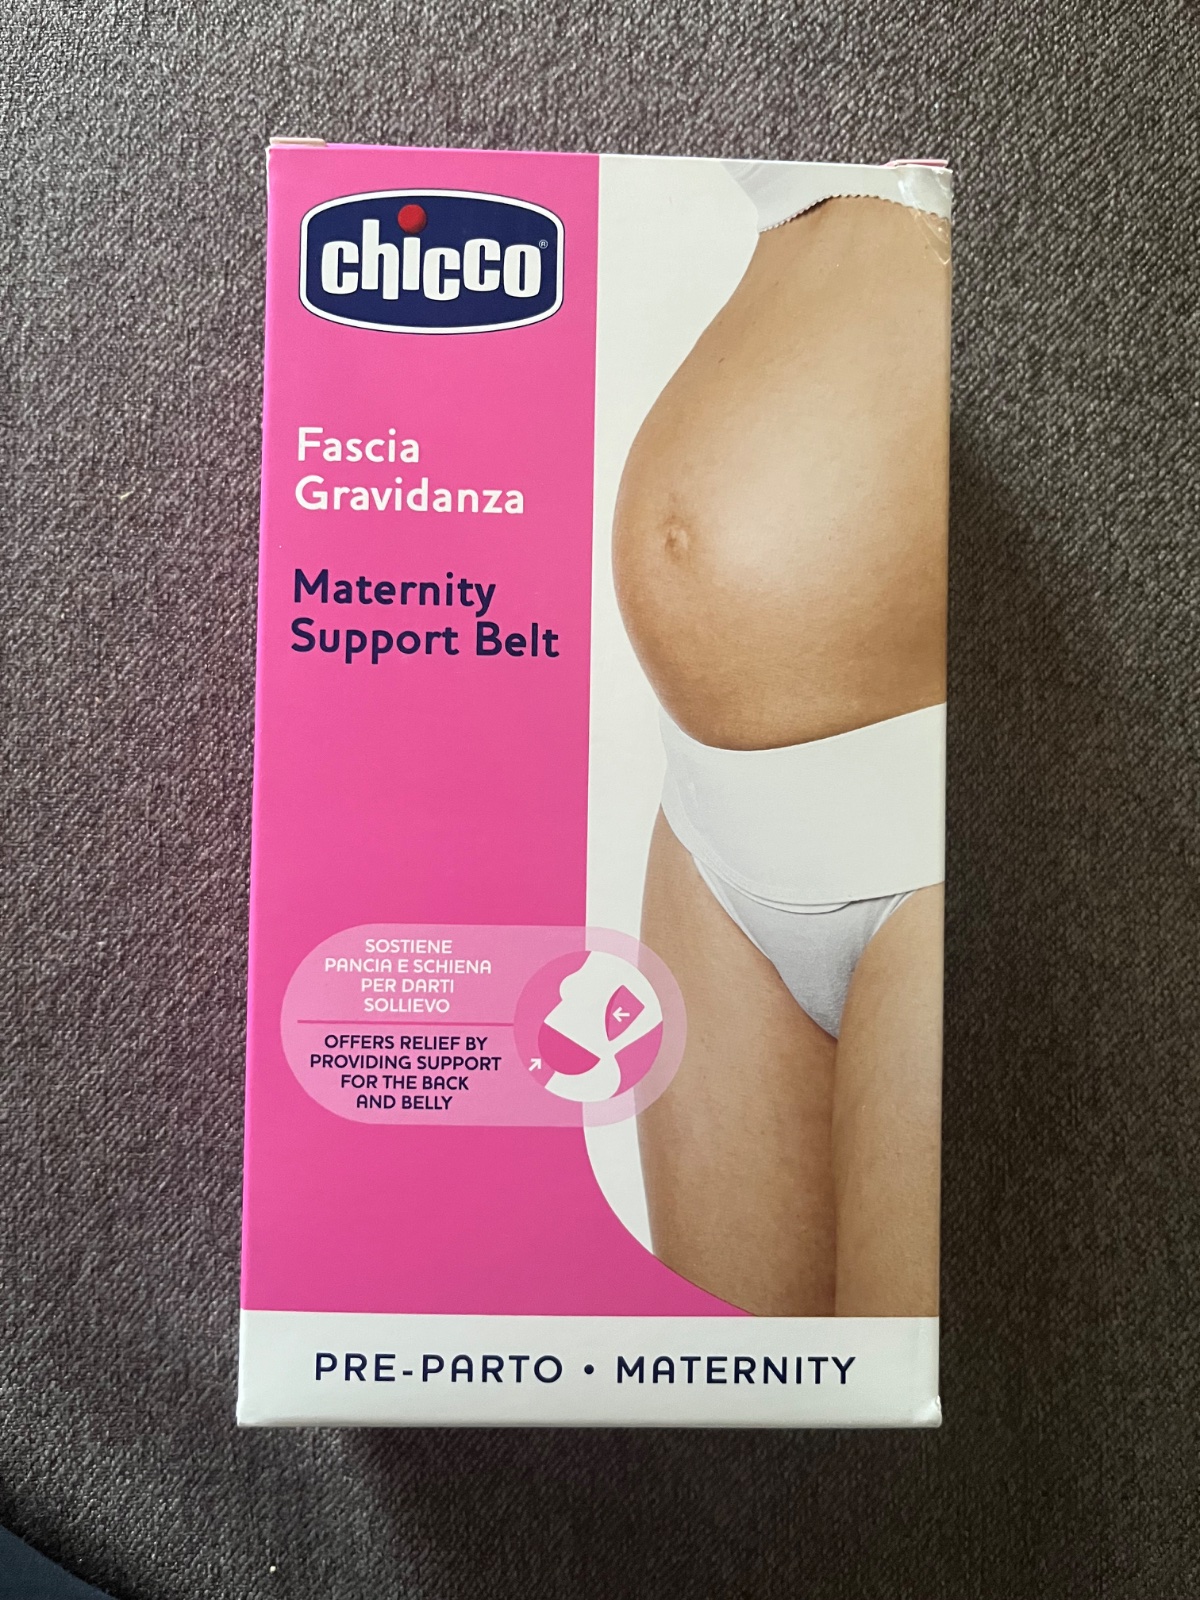 chicco®
Fascia
Gravidanza
Maternity
Support Belt
SOSTIENE
PANCIA E SCHIENA
PER DARTI
SOLLIEVO
OFFERS RELIEF BY
PROVIDING SUPPORT
FOR THE BACK
AND BELLY
PRE-PARTO • MATERNITY